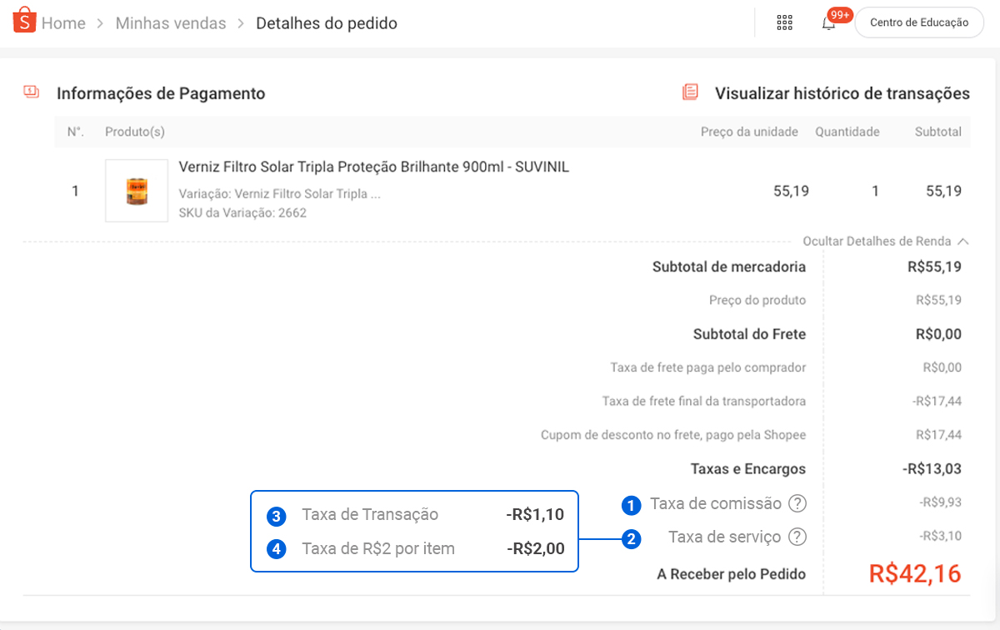 S Home > Minhas vendas > Detalhes do pedido
99+
Centro de Educação
Informações de Pagamento
Visualizar histórico de transações
N°. Produto(s) Preço da unidade Quantidade Subtotal
1 Verniz Filtro Solar Tripla Proteção Brilhante 900ml - SUVINIL 55,19 1 55,19
Variação: Verniz Filtro Solar Tripla ...
SKU da Variação: 2662
Ocultar Detalhes de Renda
Subtotal de mercadoria R$55,19
Preço do produto R$55,19
Subtotal do Frete R$0,00
Taxa de frete paga pelo comprador R$0,00
Taxa de frete final da transportadora -R$17,44
Cupom de desconto no frete, pago pela Shopee R$17,44
Taxas e Encargos -R$13,03
1 Taxa de comissão ? -R$9,93
3 Taxa de Transação -R$1,10
2 Taxa de serviço ? -R$3,10
4 Taxa de R$2 por item -R$2,00
A Receber pelo Pedido R$42,16